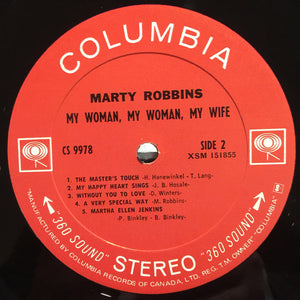 COLUMBIA
MARTY ROBBINS
MY WOMAN, MY WOMAN, MY WIFE
CS 9978
SIDE 2
XSM 151855
1. THE MASTER'S TOUCH -H. Hanewinkel - T. Lang-
2. MY HAPPY HEART SINGS -J. B. Hasale-
3. WITHOUT YOU TO LOVE -D. Winters-
4. A VERY SPECIAL WAY -M. Robbins-
5. MARTHA ELLEN JENKINS
-P. Binkley - B. Binkley-
"360 SOUND" STEREO "360 SOUND"
MANUFACTURED BY COLUMBIA RECORDS OF CANADA, LTD. REG. T.M. OWNER "COLUMBIA"